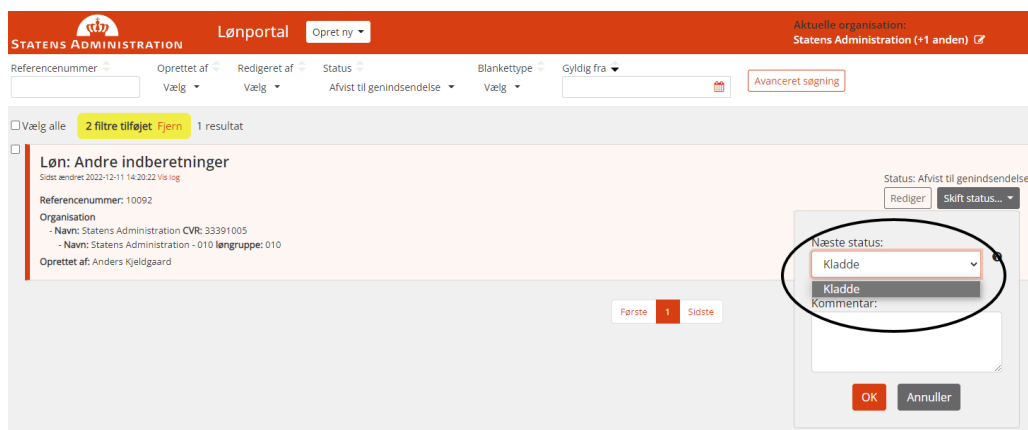 STATENS ADMINISTRATION
Lønportal
Opret ny
Aktuelle organisation:
Statens Administration (+1 anden)
Referencenummer
Oprettet af
Redigeret af
Status
Blankettype
Gyldig fra
Vælg
Vælg
Afvist til genindsendelse
Vælg
Avanceret søgning
Vælg alle
2 filtre tilføjet Fjern
1 resultat
Løn: Andre indberetninger
Sidst ændret 2022-12-11 14:20:22 Vis log
Status: Afvist til genindsendelse
Referencenummer: 10092
Rediger
Skift status...
Organisation
- Navn: Statens Administration CVR: 33391005
- Navn: Statens Administration - 010 løngruppe: 010
Oprettet af: Anders Kjeldgaard
Næste status:
Kladde
Kladde
Kommentar:
Første
1
Sidste
OK
Annuller